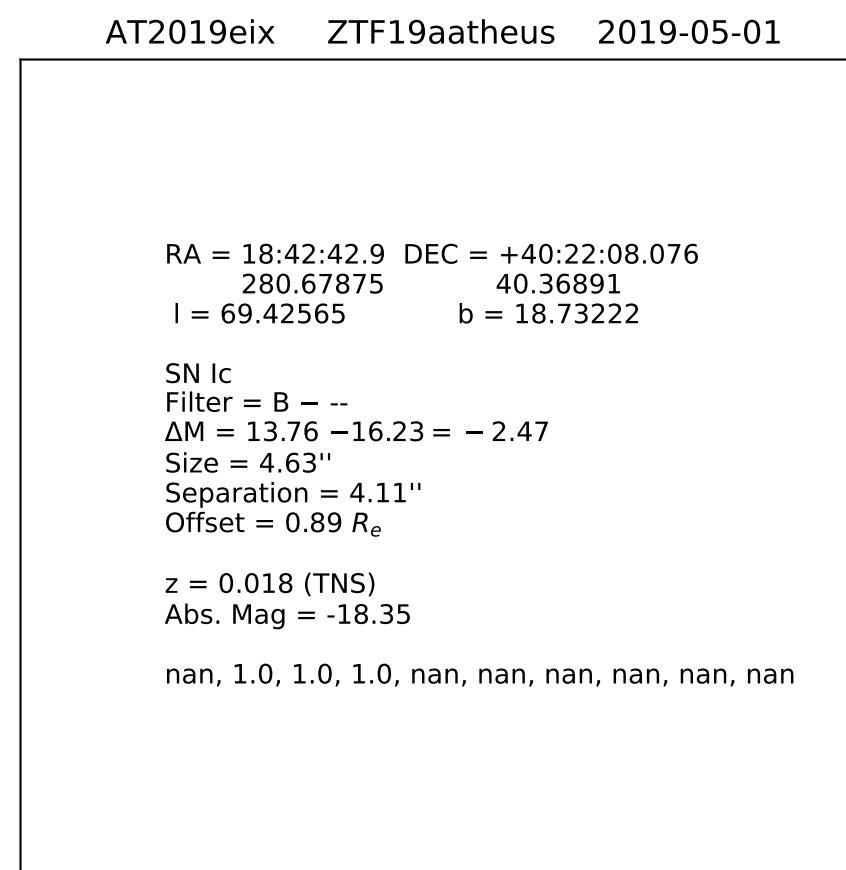 AT2019eix ZTF19aatheus 2019-05-01
RA = 18:42:42.9 DEC = +40:22:08.076
280.67875 40.36891
l = 69.42565 b = 18.73222
SN Ic
Filter = B − --
ΔM = 13.76 −16.23 = − 2.47
Size = 4.63''
Separation = 4.11''
Offset = 0.89 Rₑ
z = 0.018 (TNS)
Abs. Mag = -18.35
nan, 1.0, 1.0, 1.0, nan, nan, nan, nan, nan, nan